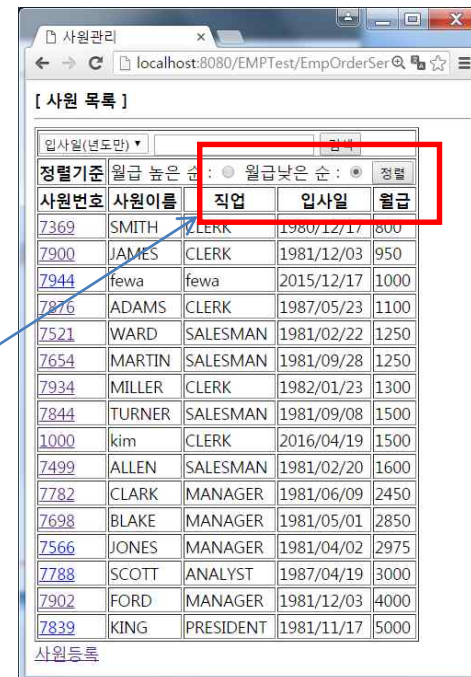 사원관리
localhost:8080/EMPTest/EmpOrderSer
[ 사원 목록 ]
입사일(년도만) 검색
정렬기준 월급 높은 순 : 월급낮은 순 : 정렬
사원번호 사원이름 직업 입사일 월급
7369 SMITH CLERK 1980/12/17 800
7900 JAMES CLERK 1981/12/03 950
7944 fewa fewa 2015/12/17 1000
7876 ADAMS CLERK 1987/05/23 1100
7521 WARD SALESMAN 1981/02/22 1250
7654 MARTIN SALESMAN 1981/09/28 1250
7934 MILLER CLERK 1982/01/23 1300
7844 TURNER SALESMAN 1981/09/08 1500
1000 kim CLERK 2016/04/19 1500
7499 ALLEN SALESMAN 1981/02/20 1600
7782 CLARK MANAGER 1981/06/09 2450
7698 BLAKE MANAGER 1981/05/01 2850
7566 JONES MANAGER 1981/04/02 2975
7788 SCOTT ANALYST 1987/04/19 3000
7902 FORD MANAGER 1981/12/03 4000
7839 KING PRESIDENT 1981/11/17 5000
사원등록